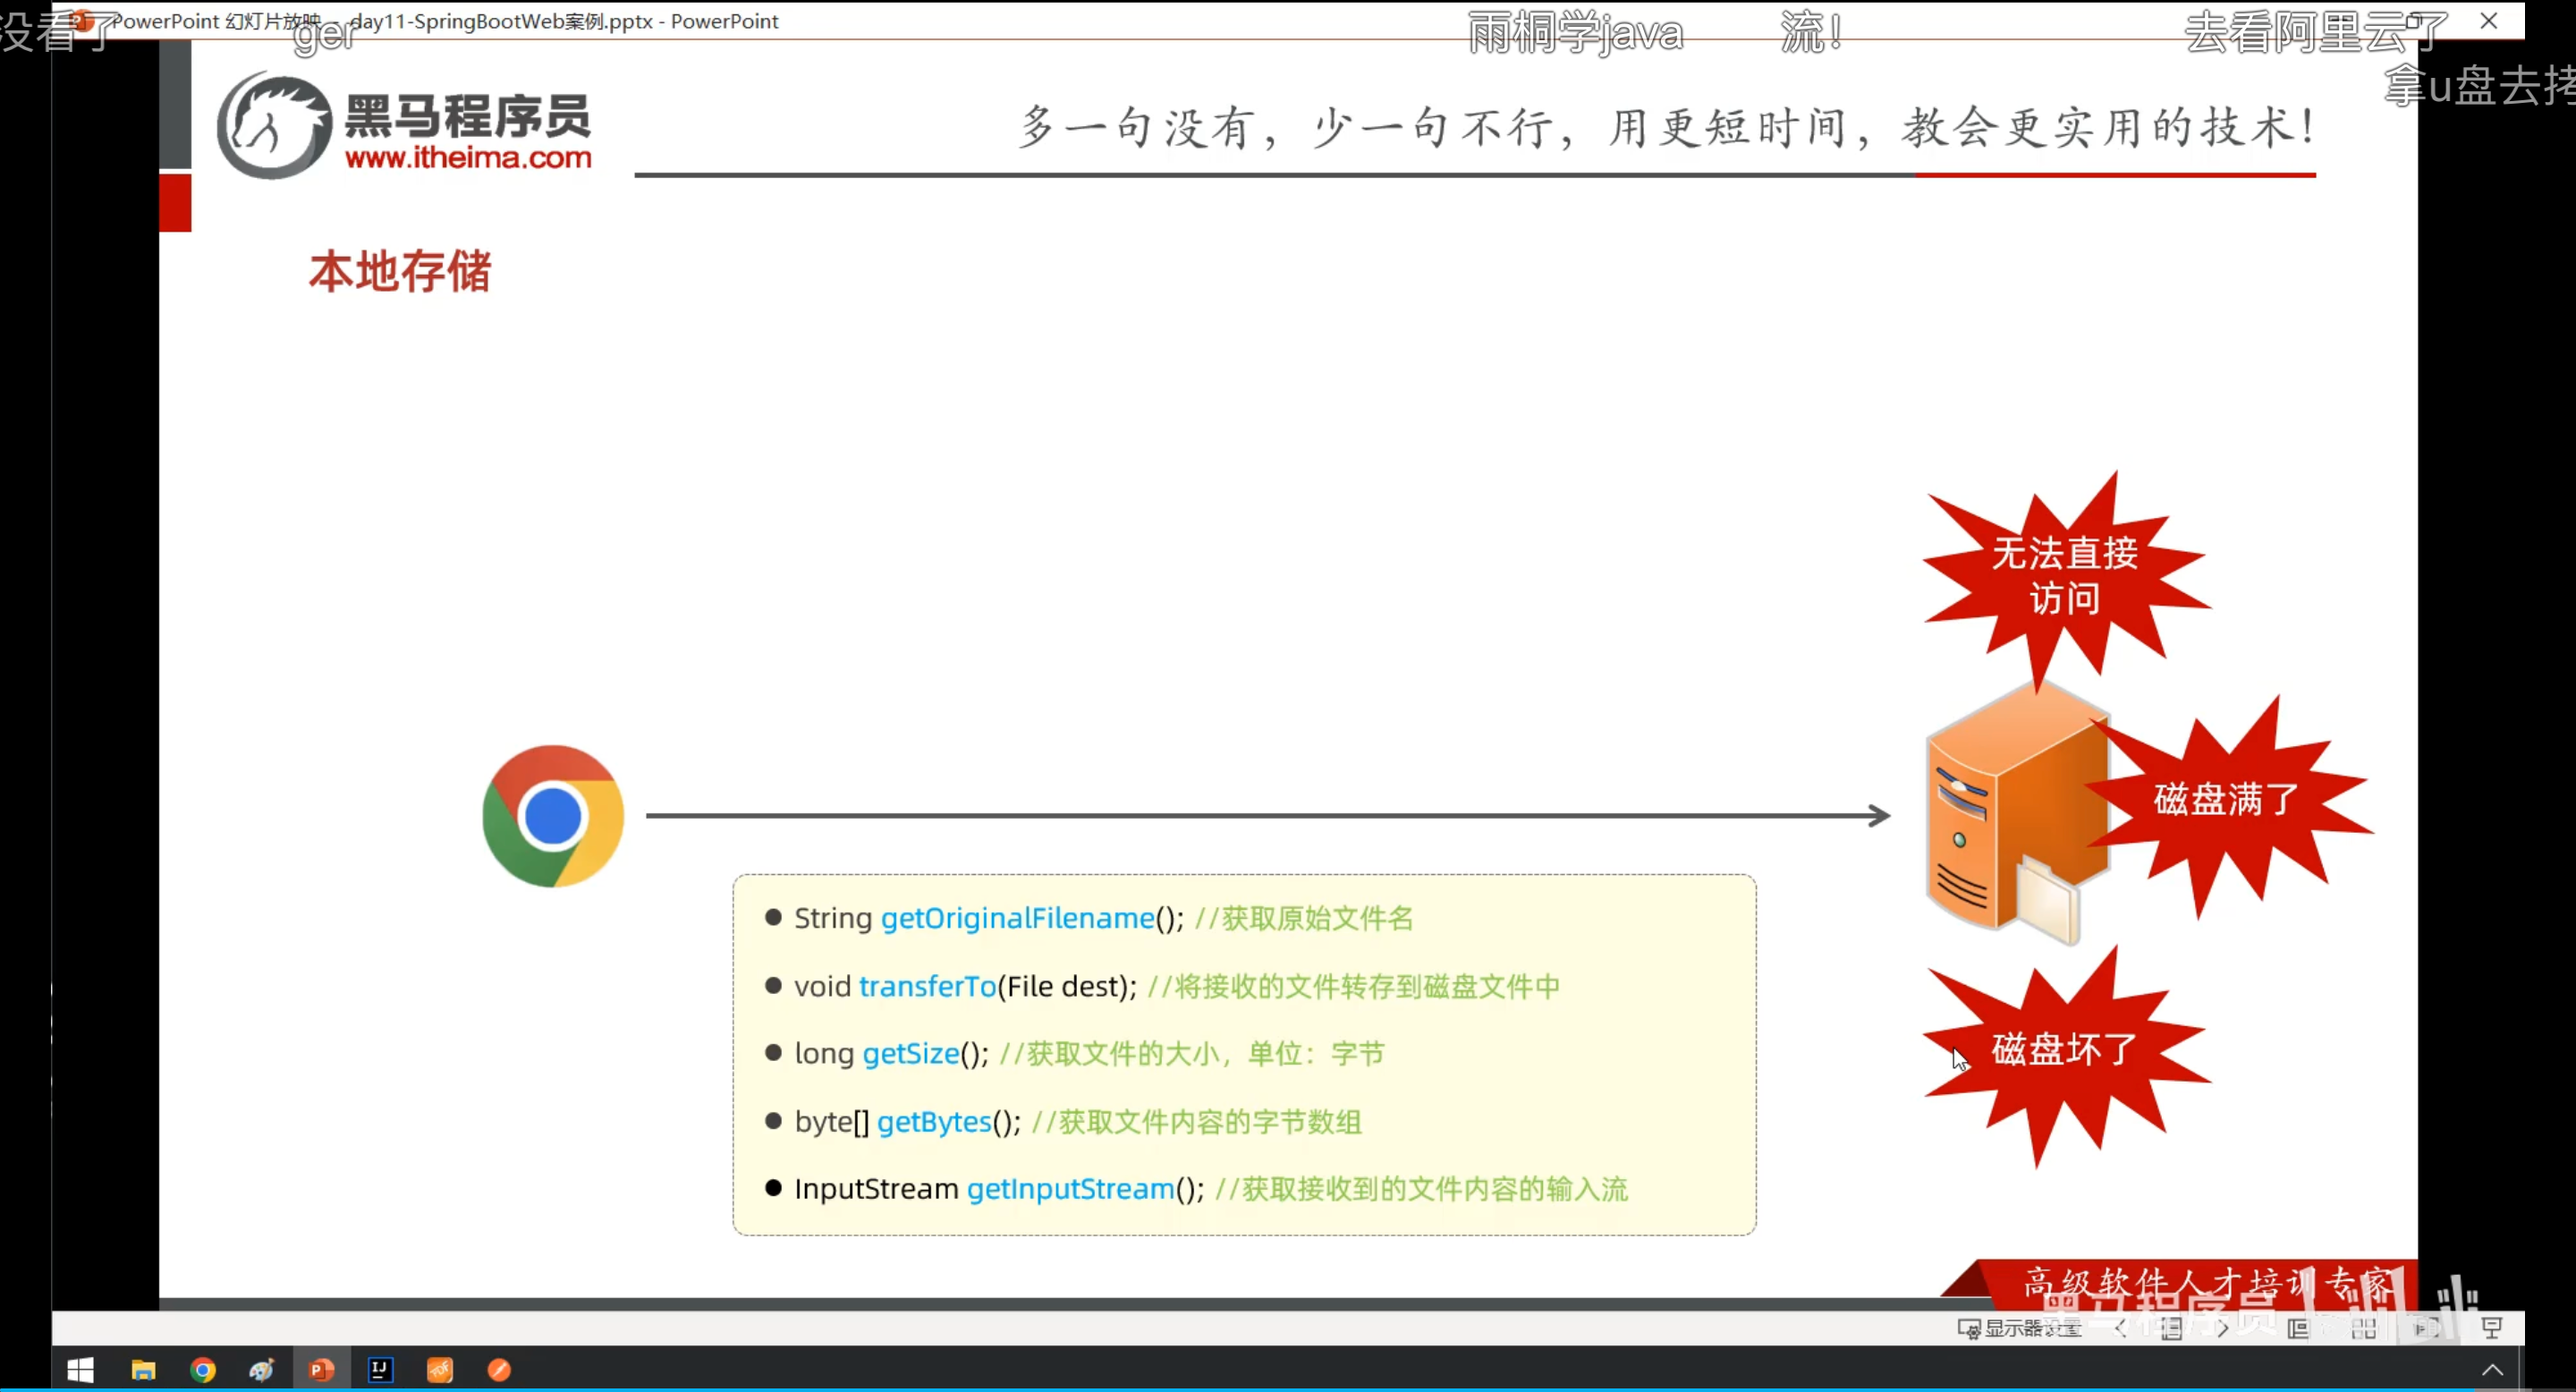 PowerPoint 幻灯片放映 - day11-SpringBootWeb案例.pptx - PowerPoint
没看了
ger
雨桐学java
流！
去看阿里云了
拿u盘去拷
黑马程序员
www.itheima.com
多一句没有，少一句不行，用更短时间，教会更实用的技术！
本地存储
无法直接
访问
磁盘满了
磁盘坏了
String getOriginalFilename(); //获取原始文件名
void transferTo(File dest); //将接收的文件转存到磁盘文件中
long getSize(); //获取文件的大小，单位：字节
byte[] getBytes(); //获取文件内容的字节数组
InputStream getInputStream(); //获取接收到的文件内容的输入流
高级软件人才培训专家
黑马程序员
显示器设置